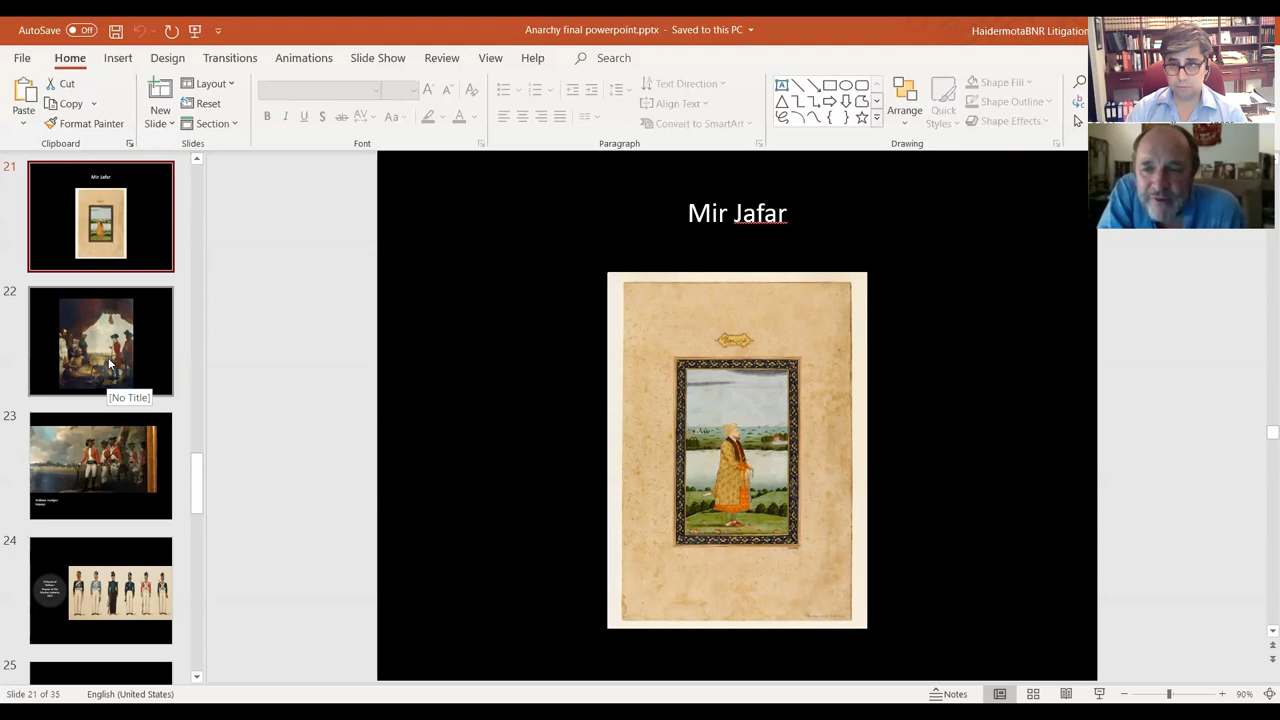 AutoSave Off
Anarchy final powerpoint.pptx - Saved to this PC
HaidermotaBNR Litigation
File Home Insert Design Transitions Animations Slide Show Review View Help Search
Paste
Cut
Copy
Format Painter
Clipboard
New
Slide
Layout
Reset
Section
Slides
B I U S ab AV Aa A
Font
Text Direction
Align Text
Convert to SmartArt
Paragraph
Arrange
Quick
Styles
Shape Fill
Shape Outline
Shape Effects
Drawing
21
Mir Jafar
22
[No Title]
23
24
25
Mir Jafar
Slide 21 of 35
English (United States)
Notes
90%